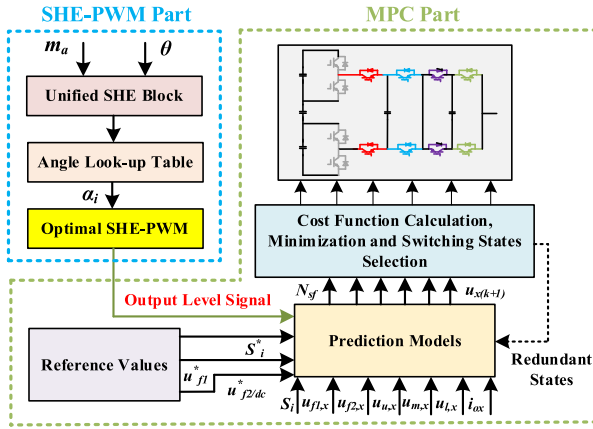 SHE-PWM Part
MPC Part
m_a
θ
Unified SHE Block
Angle Look-up Table
α_i
Optimal SHE-PWM
Cost Function Calculation,
Minimization and Switching States
Selection
N_sf
u_x(k+1)
Output Level Signal
Prediction Models
Redundant
States
Reference Values
S^*_i
u^*_f1
u^*_f2/dc
S_i u_f1,x u_f2,x u_u,x u_m,x u_l,x i_ox